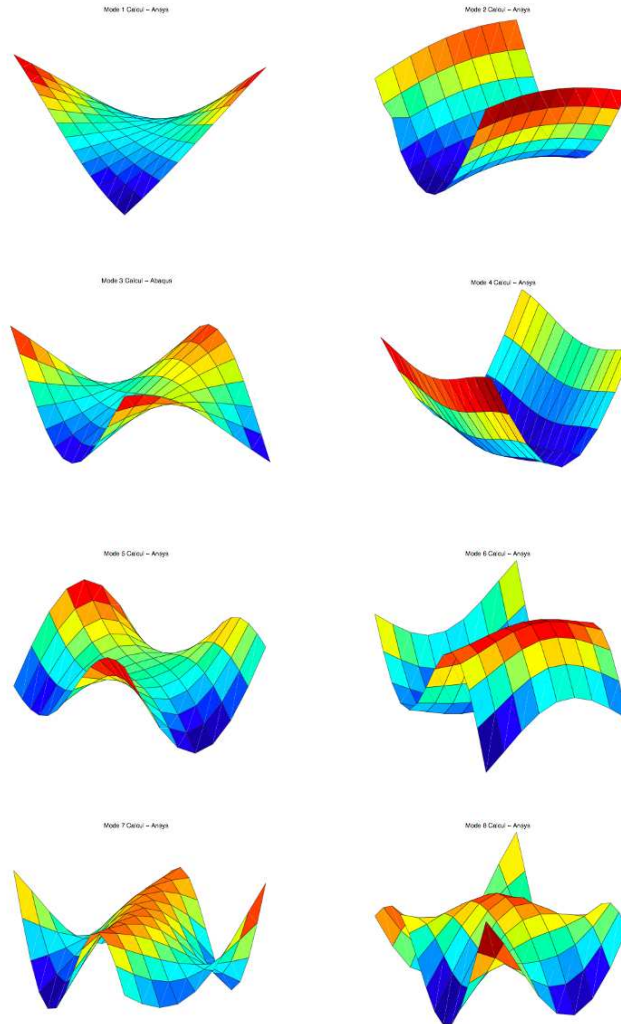 Mode 1 Calcul – Ansys
Mode 2 Calcul – Ansys
Mode 3 Calcul – Abaqus
Mode 4 Calcul – Ansys
Mode 5 Calcul – Ansys
Mode 6 Calcul – Ansys
Mode 7 Calcul – Ansys
Mode 8 Calcul – Ansys